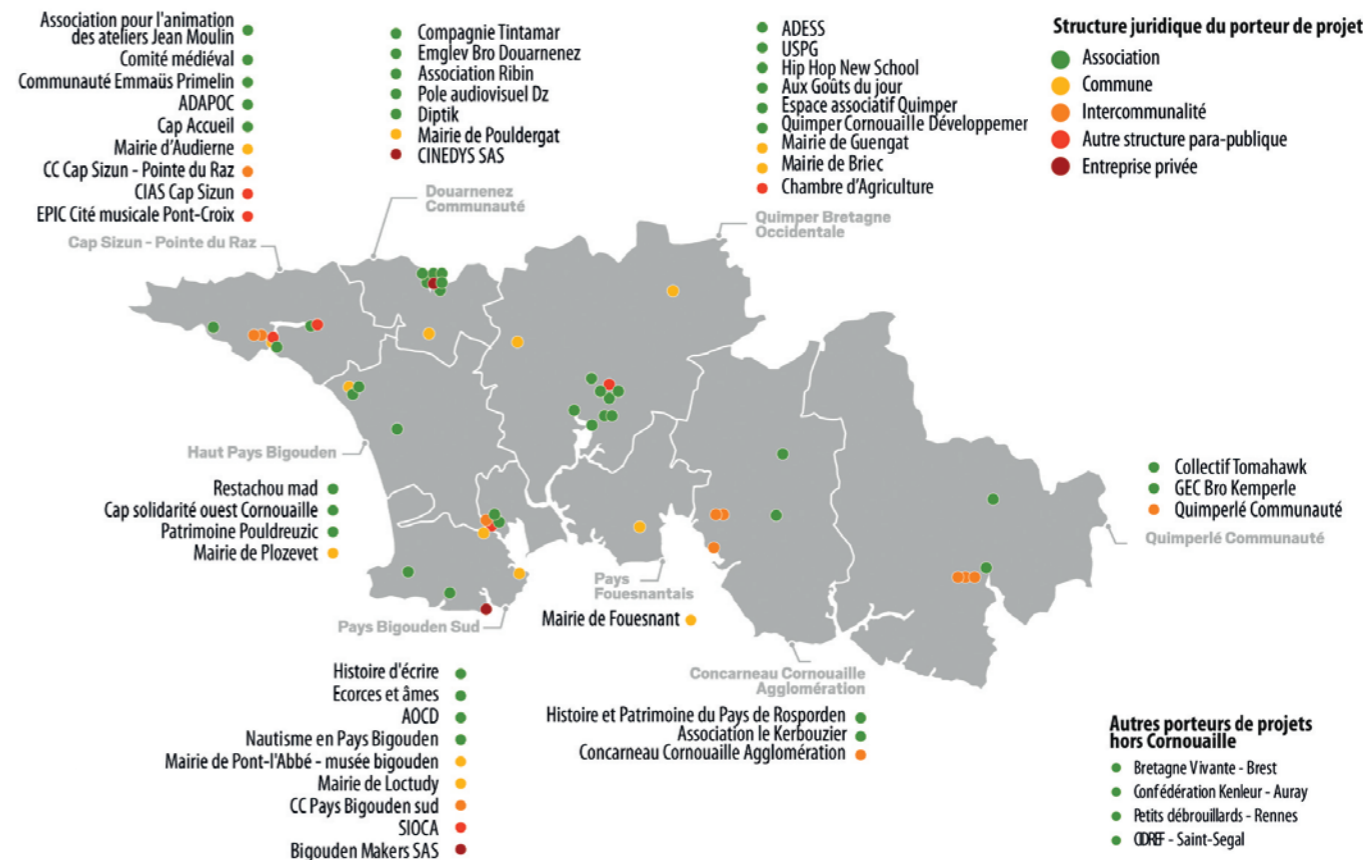 Association pour l'animation
des ateliers Jean Moulin
Comité médiéval
Communauté Emmaüs Primelin
ADAPOC
Cap Accueil
Mairie d'Audierne
CC Cap Sizun - Pointe du Raz
CIAS Cap Sizun
EPIC Cité musicale Pont-Croix
Cap Sizun - Pointe du Raz
Compagnie Tintamar
Emglev Bro Douarnenez
Association Ribin
Pole audiovisuel Dz
Diptik
Mairie de Pouldergat
CINEDYS SAS
Douarnenez
Communauté
ADESS
USPG
Hip Hop New School
Aux Goûts du jour
Espace associatif Quimper
Quimper Cornouaille Développemer
Mairie de Guengat
Mairie de Briec
Chambre d'Agriculture
Quimper Bretagne
Occidentale
Structure juridique du porteur de projet
Association
Commune
Intercommunalité
Autre structure para-publique
Entreprise privée
Haut Pays Bigouden
Restachou mad
Cap solidarité ouest Cornouaille
Patrimoine Pouldreuzic
Mairie de Plozevet
Collectif Tomahawk
GEC Bro Kemperle
Quimperlé Communauté
Quimperlé Communauté
Pays
Fouesnantais
Mairie de Fouesnant
Pays Bigouden Sud
Histoire d'écrire
Ecorces et âmes
AOCD
Nautisme en Pays Bigouden
Mairie de Pont-l'Abbé - musée bigouden
Mairie de Loctudy
CC Pays Bigouden sud
SIOCA
Bigouden Makers SAS
Concarneau Cornouaille
Agglomération
Histoire et Patrimoine du Pays de Rosporden
Association le Kerbouzier
Concarneau Cornouaille Agglomération
Autres porteurs de projets
hors Cornouaille
Bretagne Vivante - Brest
Confédération Kenleur - Auray
Petits débrouillards - Rennes
- Saint-Segal